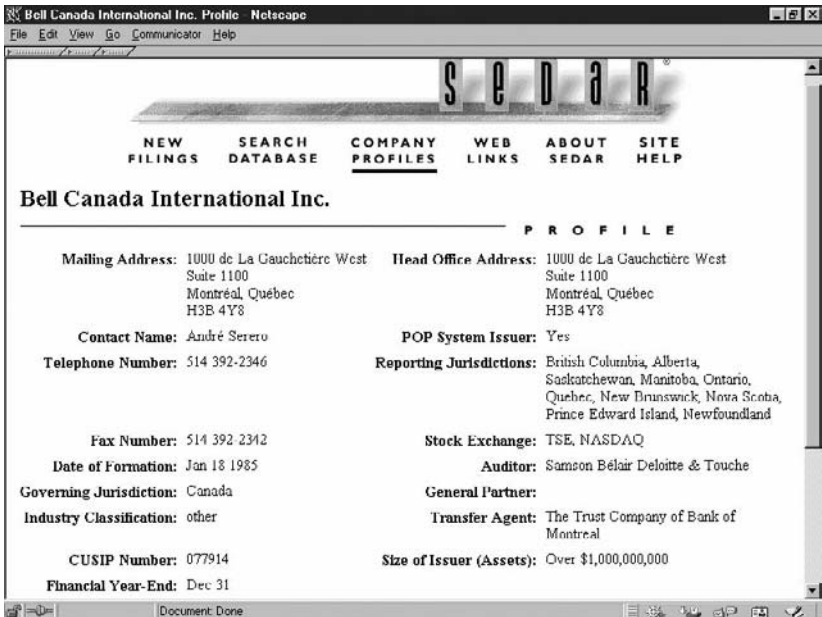 Bell Canada International Inc. Profile - Netscape
File Edit View Go Communicator Help
SEDAR®
NEW FILINGS
SEARCH DATABASE
COMPANY PROFILES
WEB LINKS
ABOUT SEDAR
SITE HELP
Bell Canada International Inc.
PROFILE
Mailing Address: 1000 de La Gauchetière West
Suite 1100
Montréal, Québec
H3B 4Y8
Head Office Address: 1000 de La Gauchetière West
Suite 1100
Montréal, Québec
H3B 4Y8
Contact Name: André Serero
POP System Issuer: Yes
Telephone Number: 514 392-2346
Reporting Jurisdictions: British Columbia, Alberta,
Saskatchewan, Manitoba, Ontario,
Quebec, New Brunswick, Nova Scotia,
Prince Edward Island, Newfoundland
Fax Number: 514 392-2342
Stock Exchange: TSE, NASDAQ
Date of Formation: Jan 18 1985
Auditor: Samson Bélair Deloitte & Touche
Governing Jurisdiction: Canada
General Partner:
Industry Classification: other
Transfer Agent: The Trust Company of Bank of
Montreal
CUSIP Number: 077914
Size of Issuer (Assets): Over $1,000,000,000
Financial Year-End: Dec 31
Document: Done